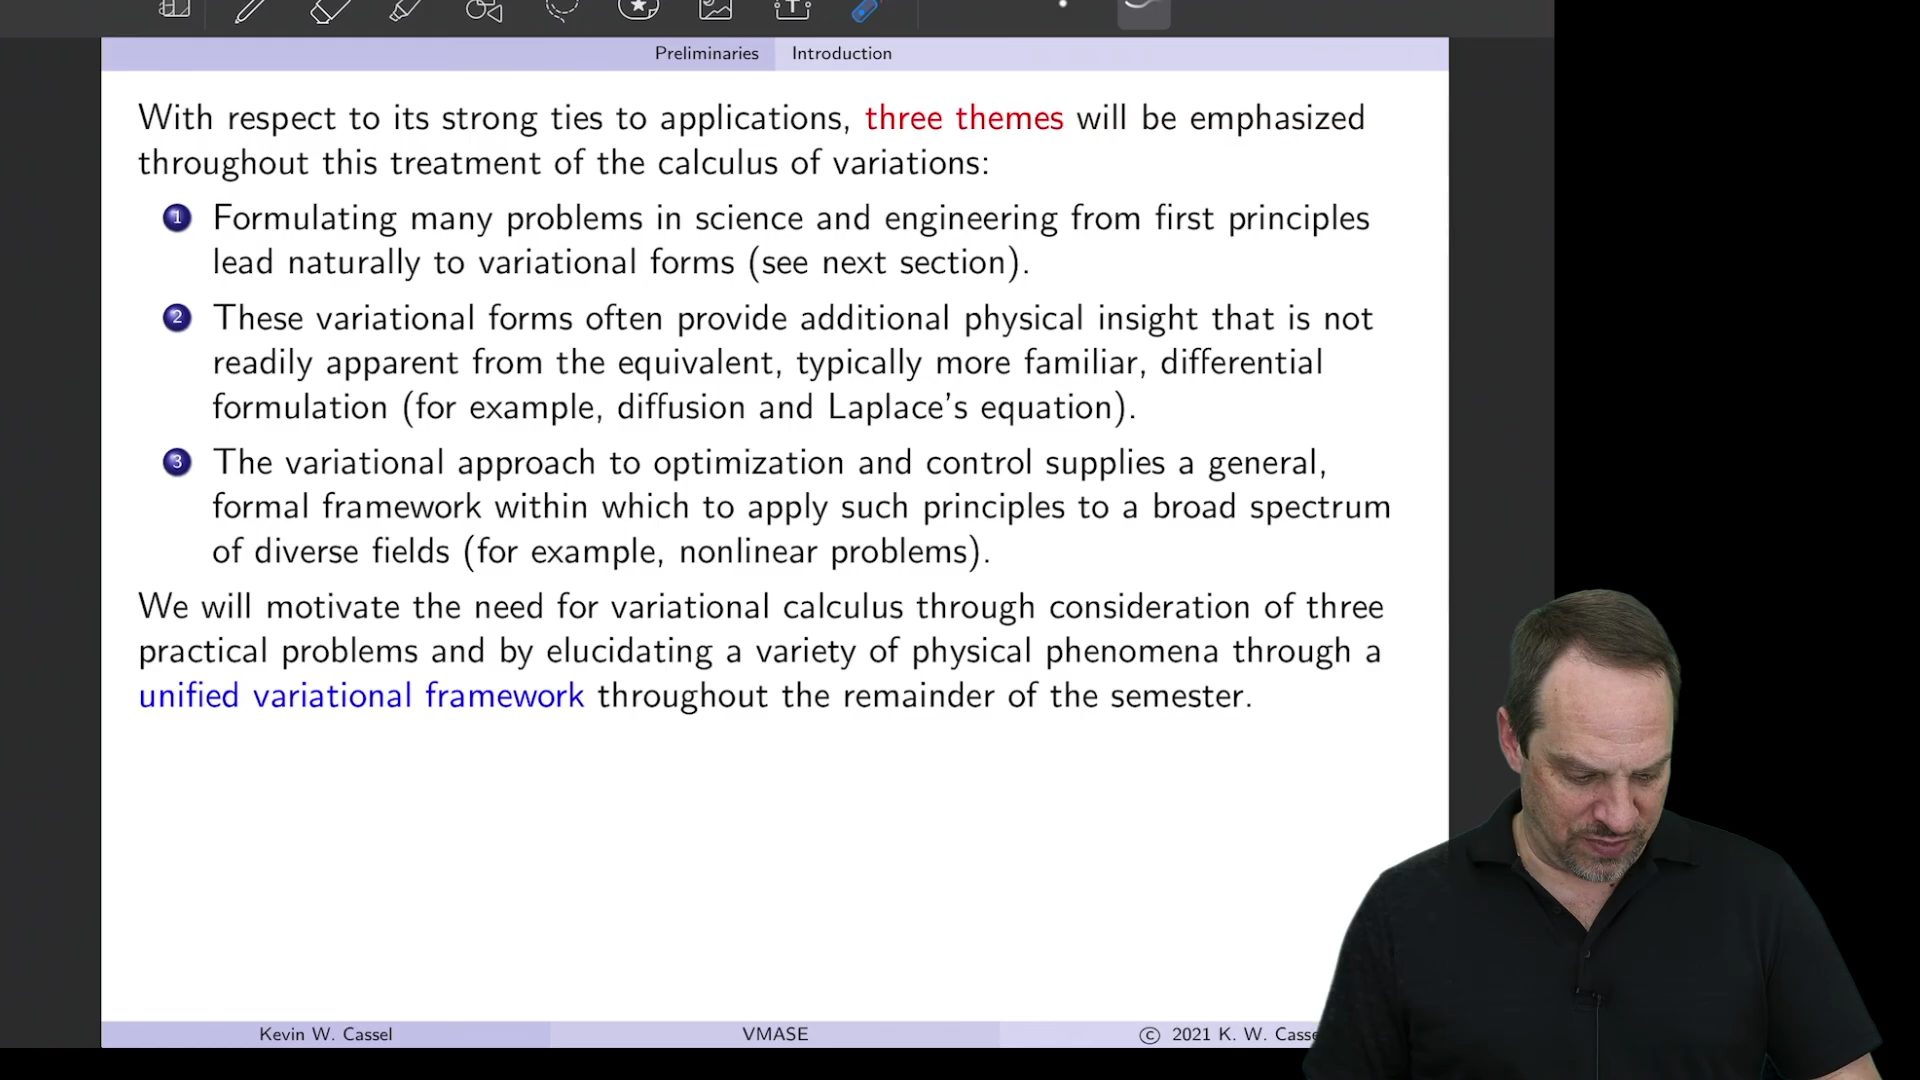 Preliminaries Introduction
With respect to its strong ties to applications, three themes will be emphasized
throughout this treatment of the calculus of variations:
1 Formulating many problems in science and engineering from first principles
lead naturally to variational forms (see next section).
2 These variational forms often provide additional physical insight that is not
readily apparent from the equivalent, typically more familiar, differential
formulation (for example, diffusion and Laplace's equation).
3 The variational approach to optimization and control supplies a general,
formal framework within which to apply such principles to a broad spectrum
of diverse fields (for example, nonlinear problems).
We will motivate the need for variational calculus through consideration of three
practical problems and by elucidating a variety of physical phenomena through a
unified variational framework throughout the remainder of the semester.
Kevin W. Cassel VMASE © 2021 K. W. Casse